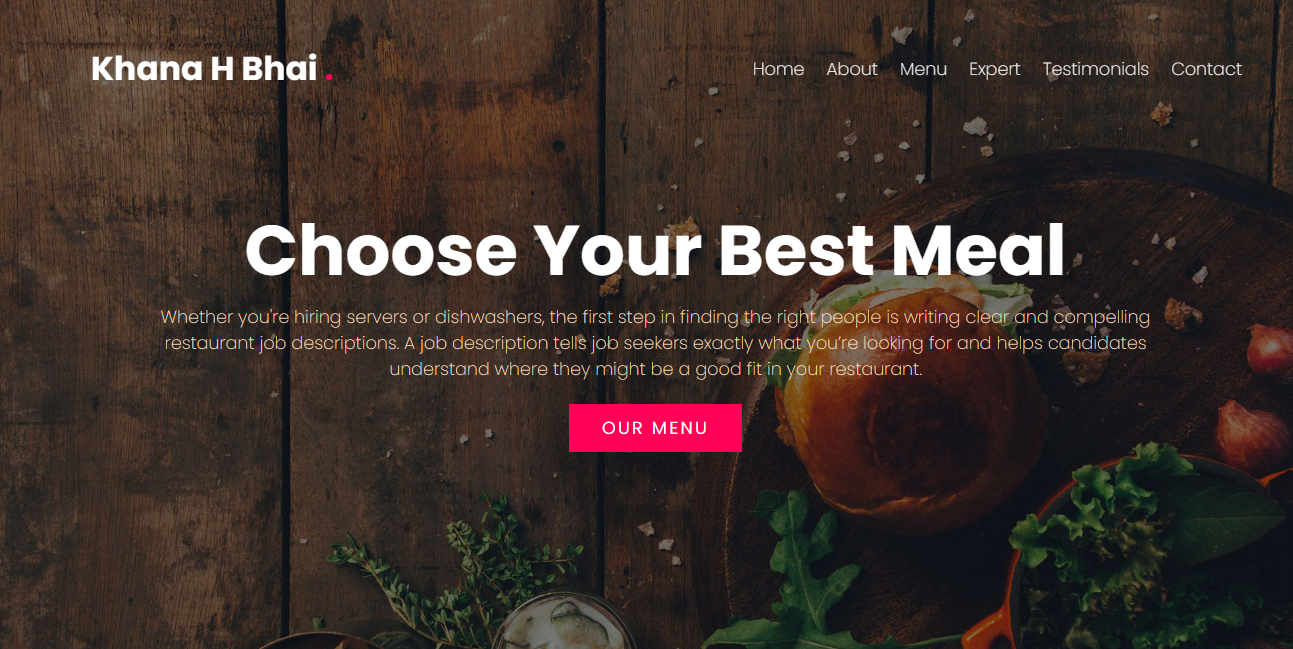 Khana H Bhai .
Home About Menu Expert Testimonials Contact
Choose Your Best Meal
Whether you're hiring servers or dishwashers, the first step in finding the right people is writing clear and compelling
restaurant job descriptions. A job description tells job seekers exactly what you’re looking for and helps candidates
understand where they might be a good fit in your restaurant.
OUR MENU